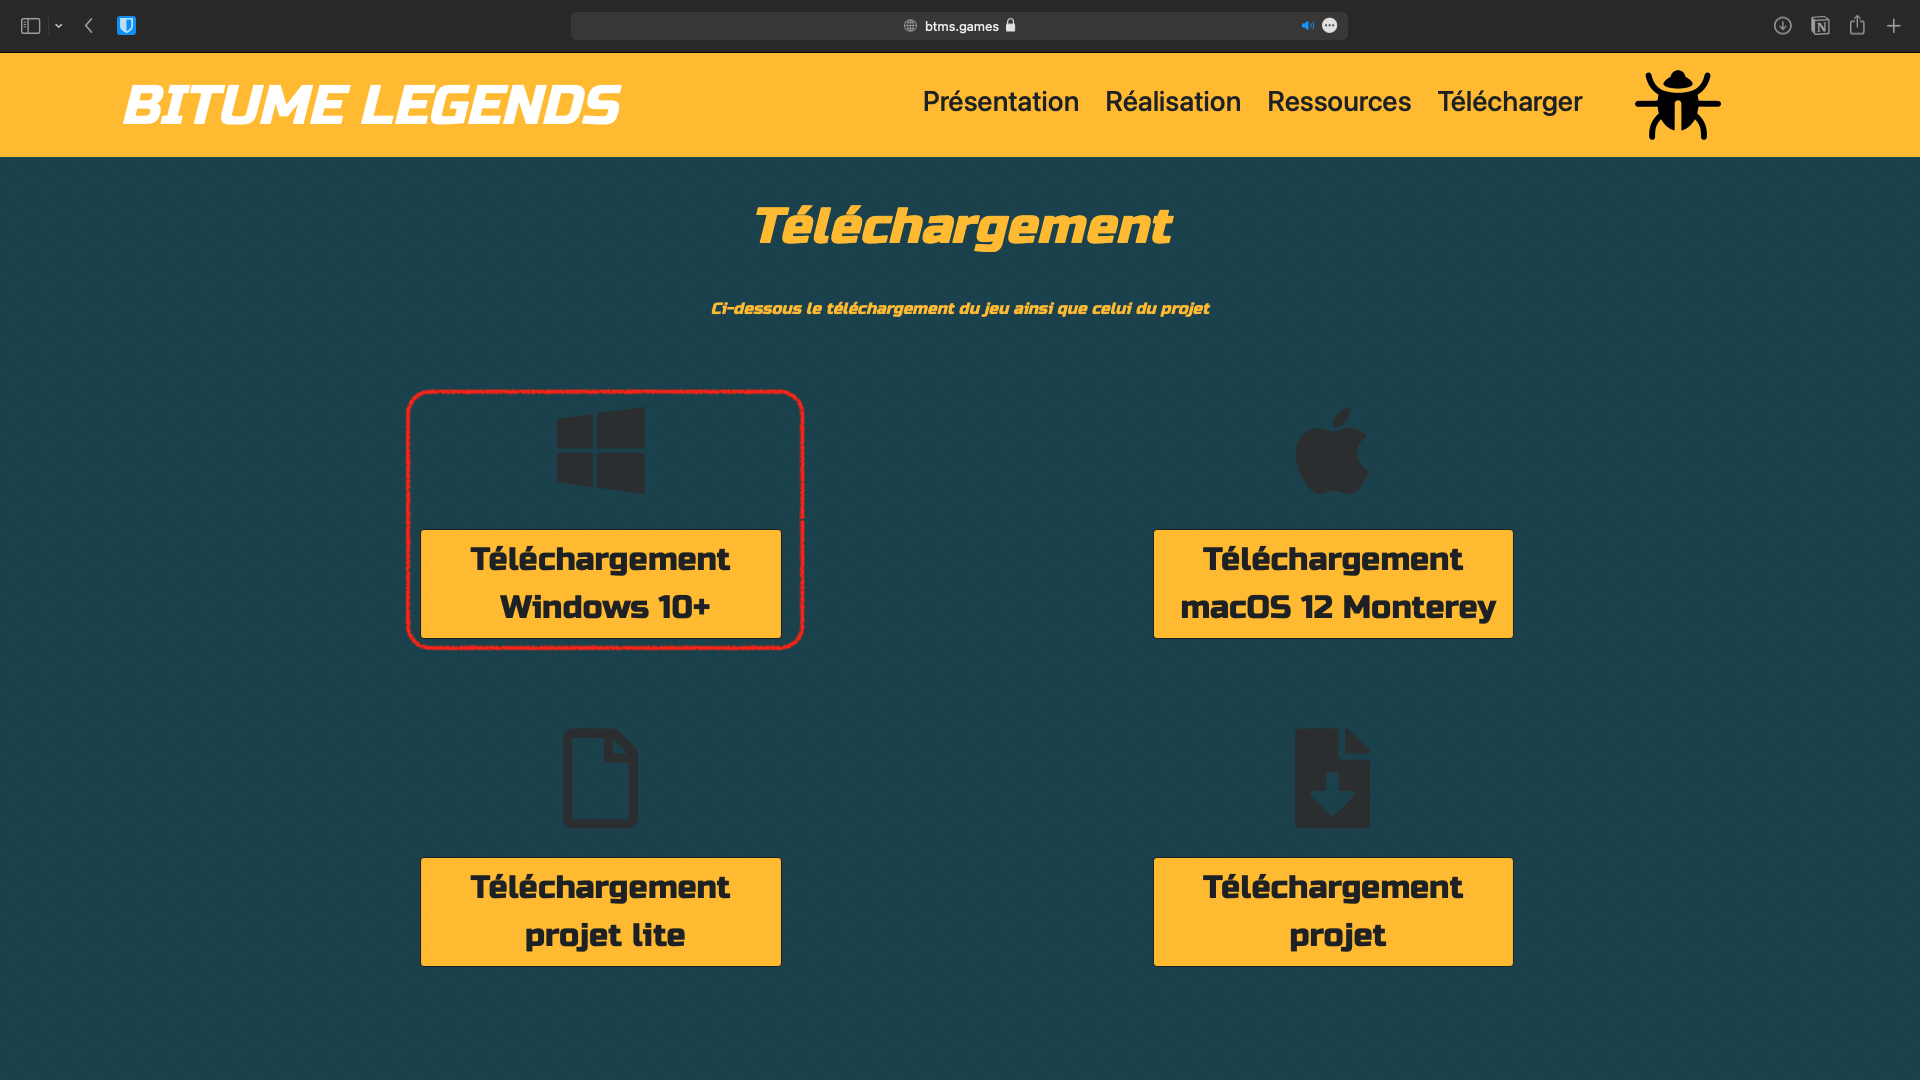 btms.games
BITUME LEGENDS
Présentation
Réalisation
Ressources
Télécharger
Téléchargement
Ci-dessous le téléchargement du jeu ainsi que celui du projet
Téléchargement
Windows 10+
Téléchargement
macOS 12 Monterey
Téléchargement
projet lite
Téléchargement
projet